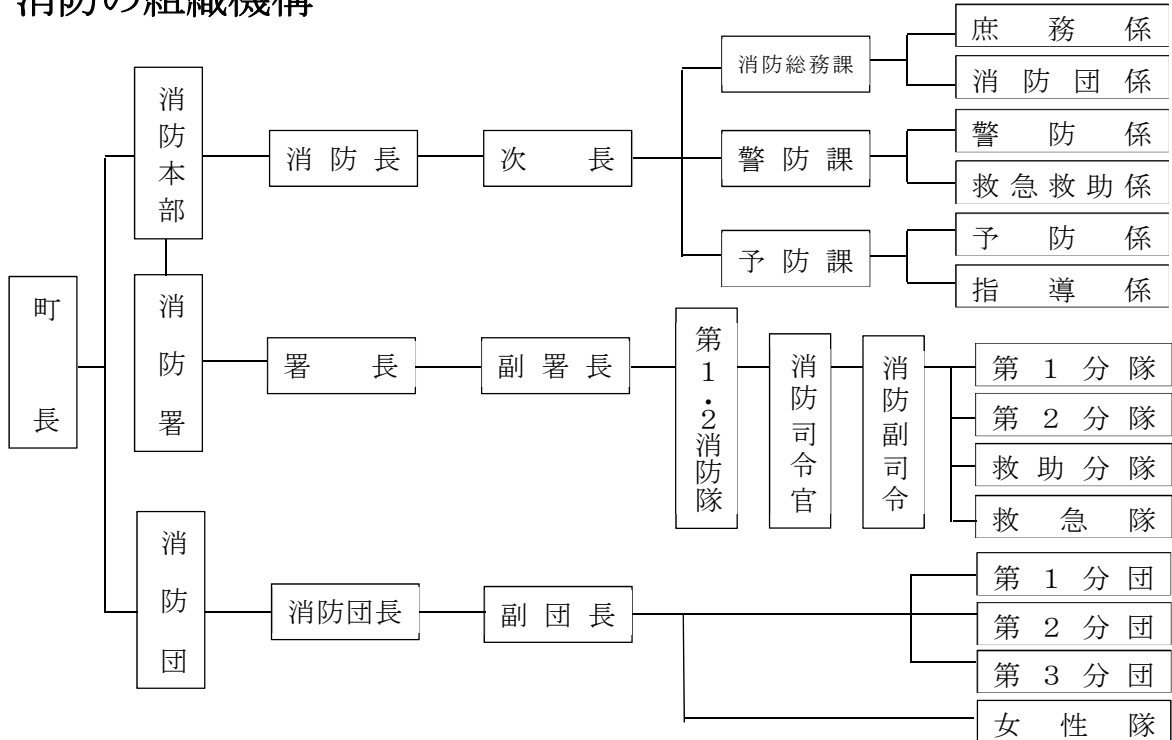 消防の組織機構
町長
消防本部
消防長
次長
消防総務課
庶務係
消防団係
警防課
警防係
救急救助係
予防課
予防係
指導係
消防署
署長
副署長
第1・2消防隊
消防司令官
消防副司令
第1分隊
第2分隊
救助分隊
救急隊
消防団
消防団長
副団長
第1分団
第2分団
第3分団
女性隊